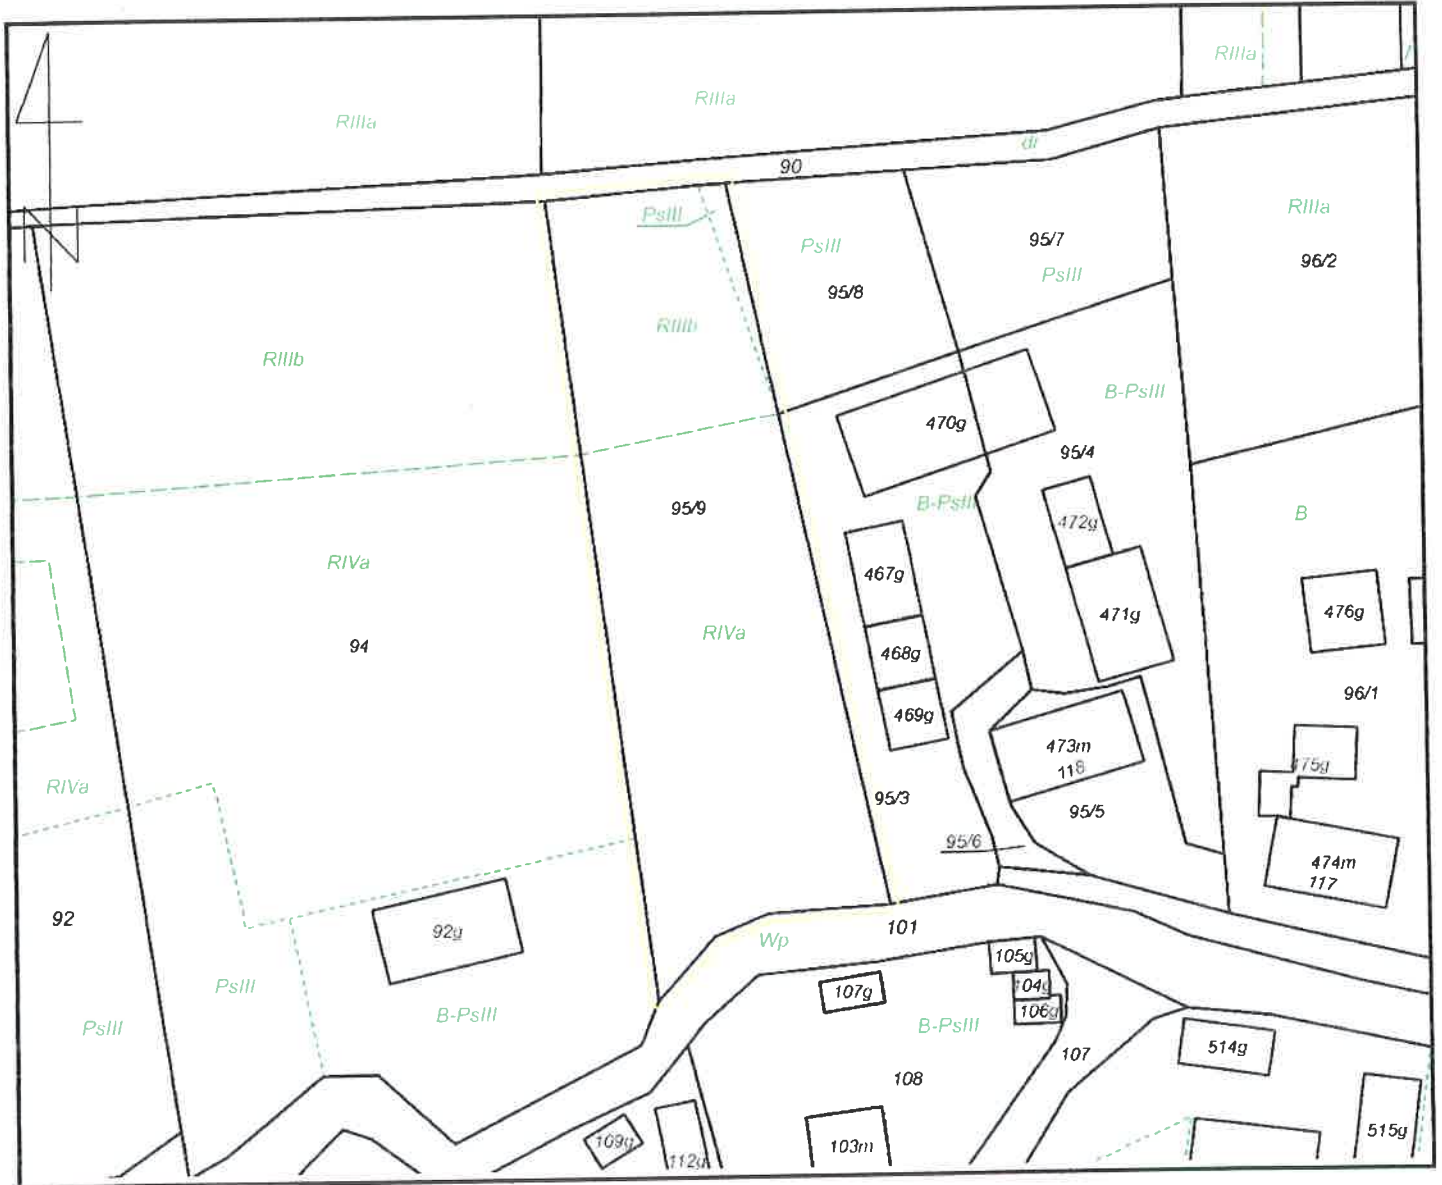 RIIIa
RIIIa
RIIIa
dr
90
N
PsIII
PsIII
95/7
RIIIa
PsIII
96/2
95/8
RIIIb
RIIIb
B-PsIII
470g
95/4
95/9
B-PsIII
B
472g
RIVa
467g
471g
476g
RIVa
94
468g
96/1
469g
473m
118
475g
RIVa
95/3
95/5
95/6
474m
117
92
92g
101
Wp
105g
PsIII
104g
107g
106g
B-PsIII
B-PsIII
PsIII
107
514g
108
109g
103m
515g
112g